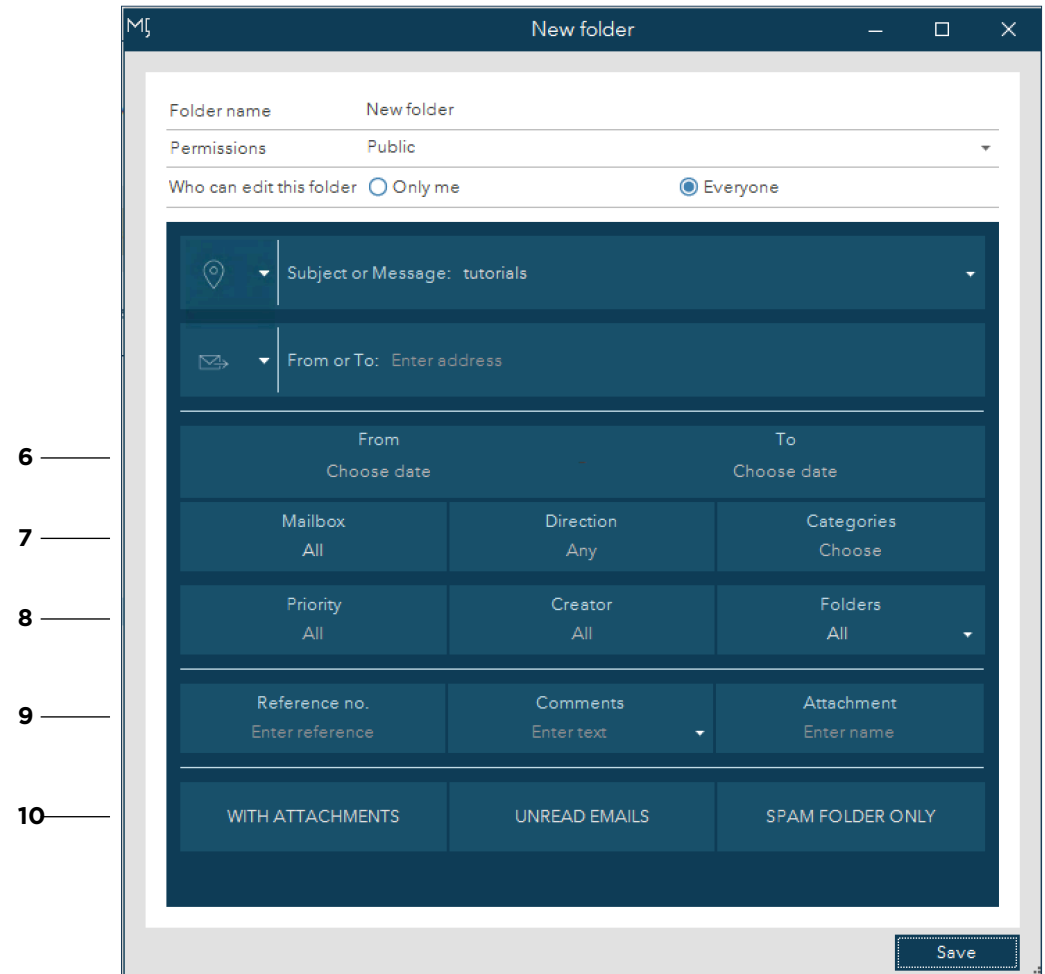 New folder
Folder name New folder
Permissions Public
Who can edit this folder Only me Everyone
Subject or Message: tutorials
From or To: Enter address
6 From To
Choose date - Choose date
7 Mailbox Direction Categories
All Any Choose
8 Priority Creator Folders
All All All
9 Reference no. Comments Attachment
Enter reference Enter text Enter name
10 WITH ATTACHMENTS UNREAD EMAILS SPAM FOLDER ONLY
Save